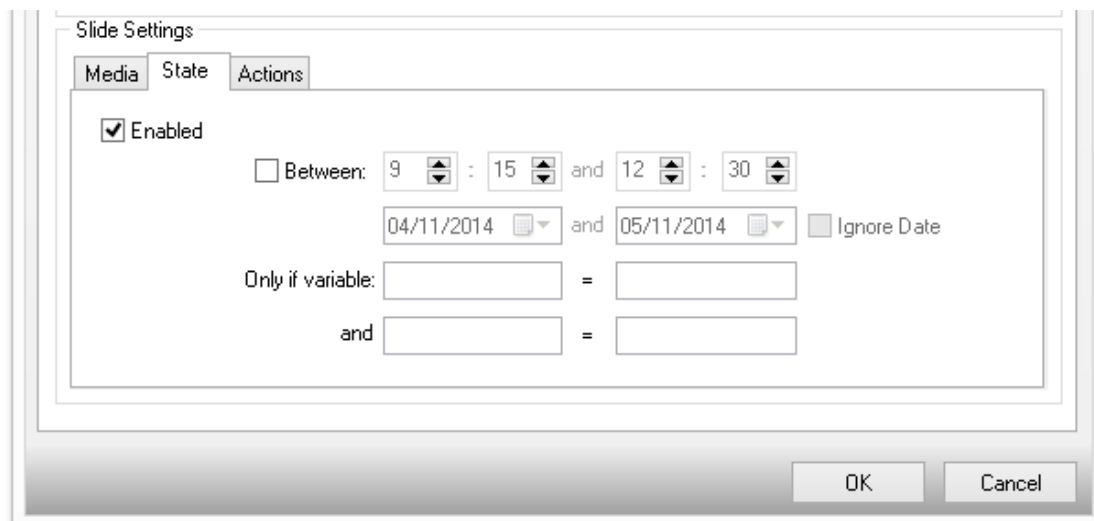 Slide Settings
Media State Actions
Enabled
Between: 9 : 15 and 12 : 30
04/11/2014 and 05/11/2014 Ignore Date
Only if variable: =
and =
OK Cancel